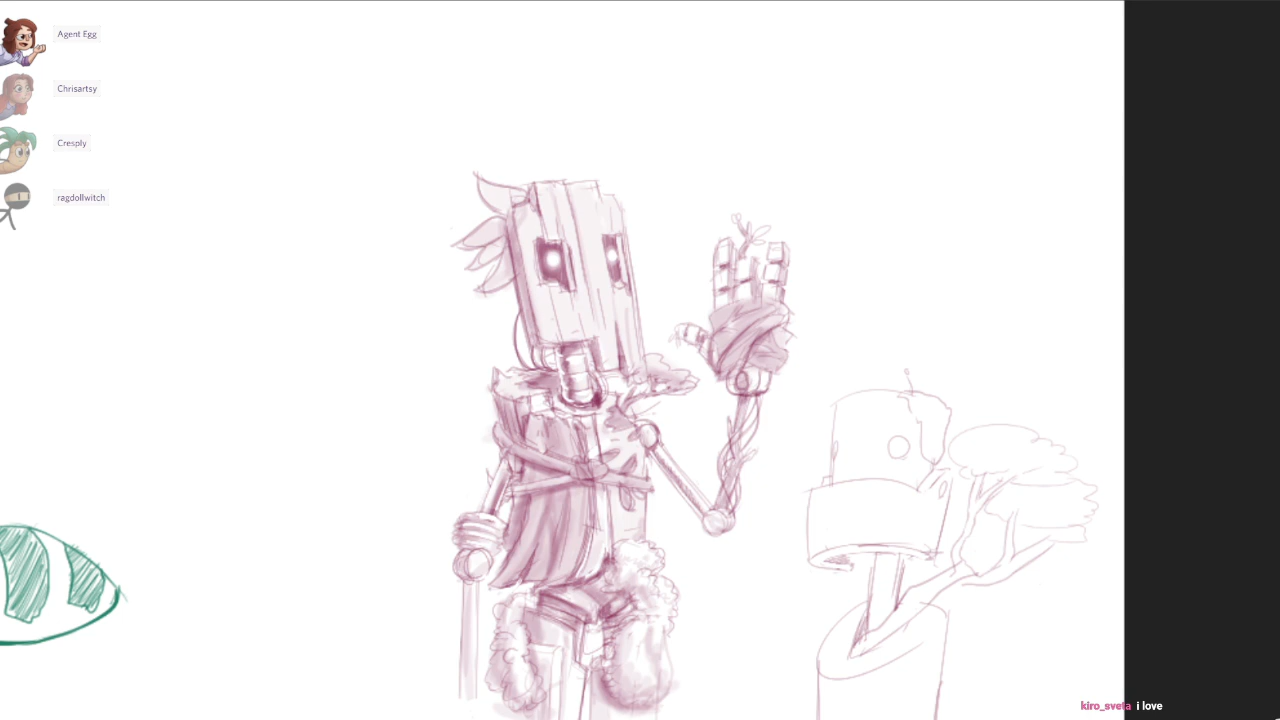 Agent Egg
Chrisartsy
Cresply
ragdollwitch
kiro_sveta i love